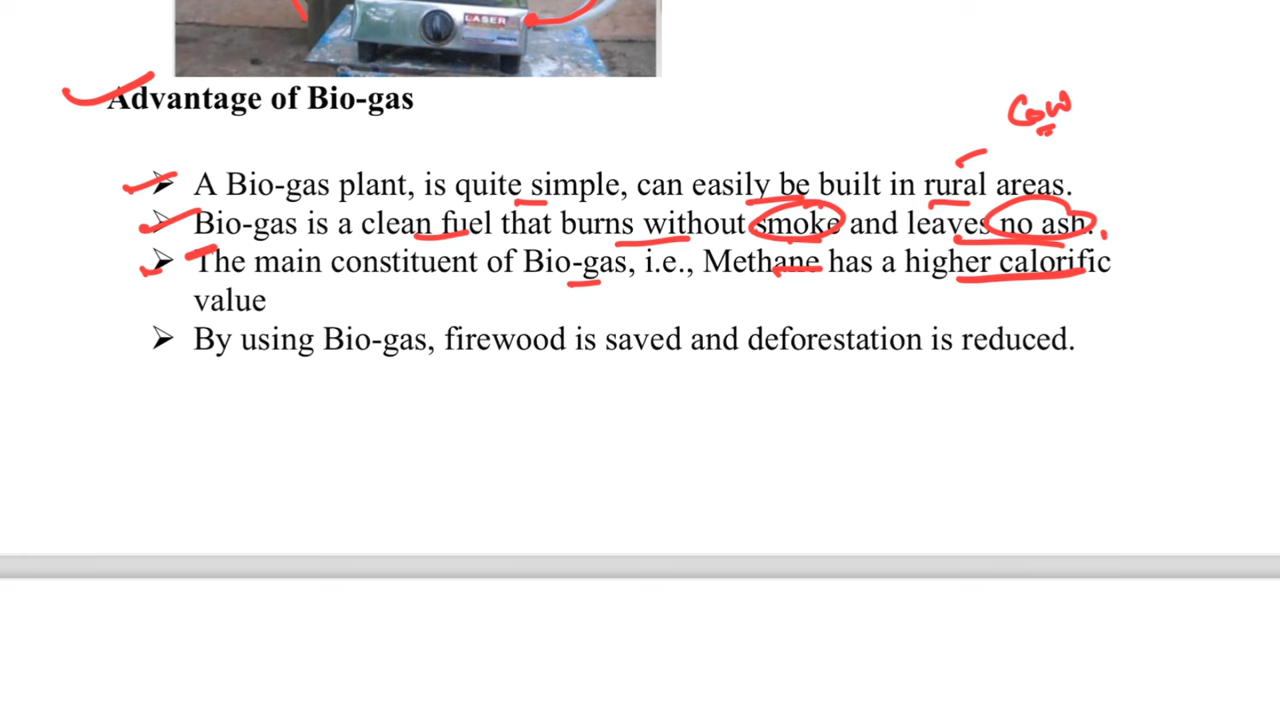 LASER
Advantage of Bio-gas
Cow
➢ A Bio-gas plant, is quite simple, can easily be built in rural areas.
➢ Bio-gas is a clean fuel that burns without smoke and leaves no ash.
➢ The main constituent of Bio-gas, i.e., Methane has a higher calorific
value
➢ By using Bio-gas, firewood is saved and deforestation is reduced.